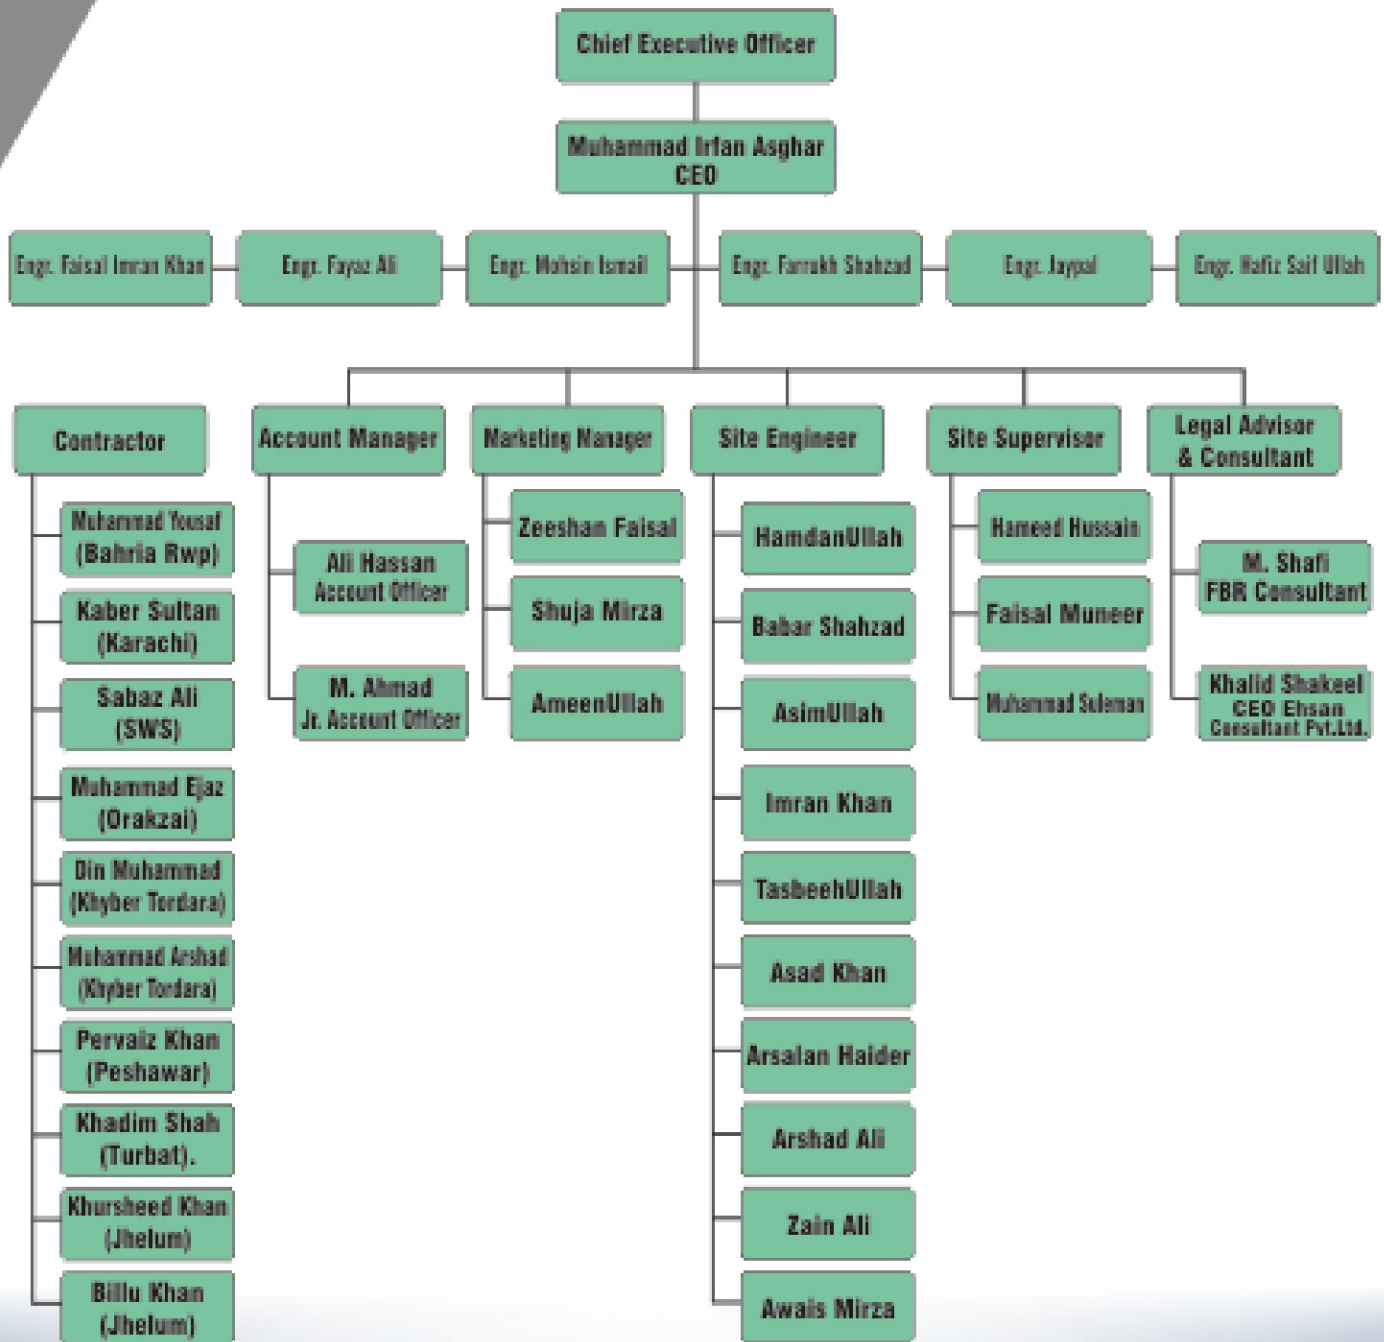 Chief Executive Officer
Muhammad Irfan Asghar
CEO
Engr. Faisal Imran Khan
Engr. Fayaz Ali
Engr. Mohsin Ismail
Engr. Farrukh Shahzad
Engr. Jaypal
Engr. Hafiz Saif Ullah
Contractor
Muhammad Yousaf
(Bahria Rwp)
Kaber Sultan
(Karachi)
Sabaz Ali
(SWS)
Muhammad Ejaz
(Orakzai)
Din Muhammad
(Khyber Tordara)
Muhammad Arshad
(Khyber Tordara)
Pervaiz Khan
(Peshawar)
Khadim Shah
(Turbat).
Khursheed Khan
(Jhelum)
Billu Khan
(Jhelum)
Account Manager
Ali Hassan
Account Officer
M. Ahmad
Jr. Account Officer
Marketing Manager
Zeeshan Faisal
Shuja Mirza
AmeenUllah
Site Engineer
HamdanUllah
Babar Shahzad
AsimUllah
Imran Khan
TasbeehUllah
Asad Khan
Arsalan Haider
Arshad Ali
Zain Ali
Awais Mirza
Site Supervisor
Hameed Hussain
Faisal Muneer
Muhammad Suleman
Legal Advisor
& Consultant
M. Shafi
FBR Consultant
Khalid Shakeel
CEO Ehsan
Consultant Pvt.Ltd.